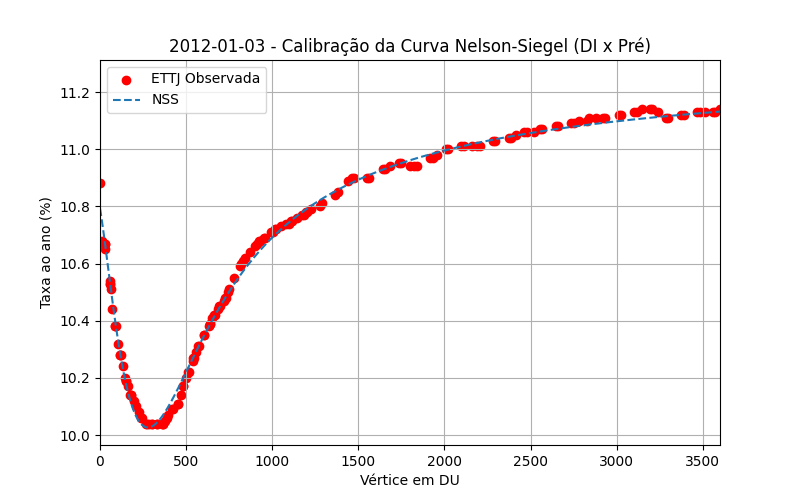 2012-01-03 - Calibração da Curva Nelson-Siegel (DI x Pré)
ETTJ Observada
NSS
Taxa ao ano (%)
11.2
11.0
10.8
10.6
10.4
10.2
10.0
0 500 1000 1500 2000 2500 3000 3500
Vértice em DU